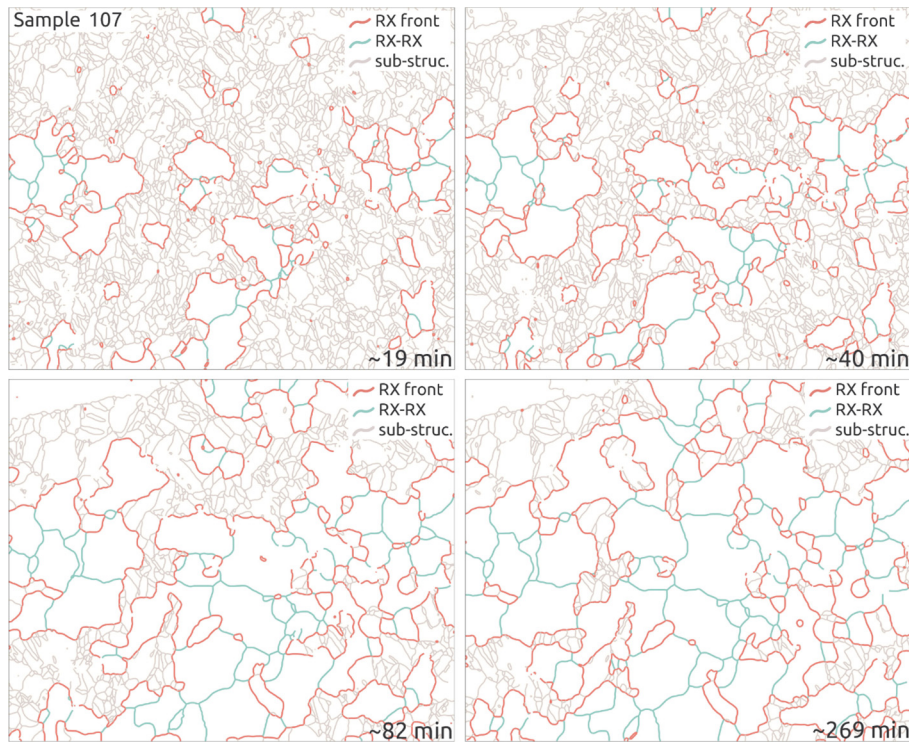 Sample 107
RX front
RX-RX
sub-struc.
~19 min
RX front
RX-RX
sub-struc.
~40 min
RX front
RX-RX
sub-struc.
~82 min
RX front
RX-RX
sub-struc.
~269 min